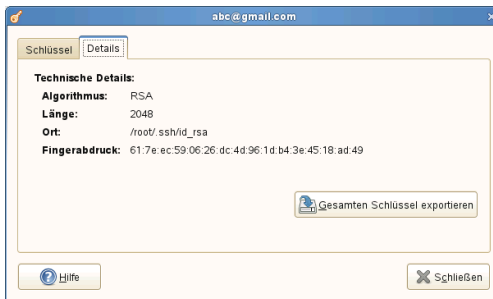 abc@gmail.com
Schlüssel Details
Technische Details:
Algorithmus: RSA
Länge: 2048
Ort: /root/.ssh/id_rsa
Fingerabdruck: 61:7e:ec:59:06:26:dc:4d:96:1d:b4:3e:45:18:ad:49
Gesamten Schlüssel exportieren
Hilfe Schließen